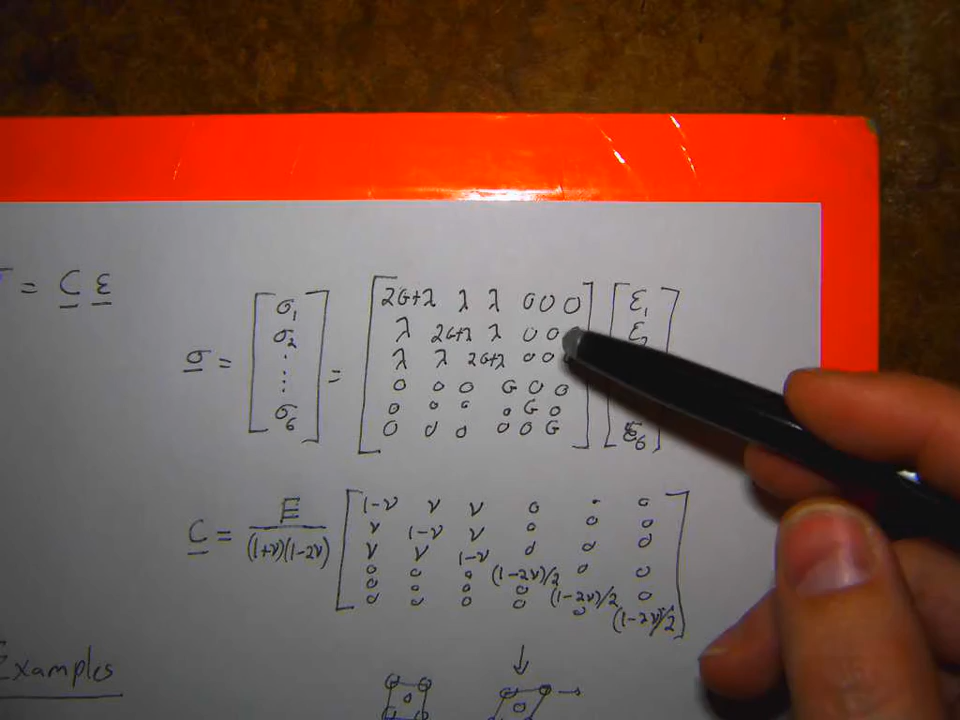 = C ε
σ = [σ₁ σ₂ ⋮ ⋮ σ₆] = [
2G+λ λ λ 0 0 0
λ 2G+λ λ 0 0
λ λ 2G+λ 0 0 0
0 0 0 G 0 0
0 0 0 0 G 0
0 0 0 0 0 G
] [ε₁ ε₂ ε₆]
C = E / (1+ν)(1-2ν) [
1-ν ν ν 0 0 0
ν 1-ν ν 0 0 0
ν ν 1-ν 0 0 0
0 0 0 (1-2ν)/2 0 0
0 0 0 0 (1-2ν)/2 0
0 0 0 0 0 (1-2ν)/2
]
Examples